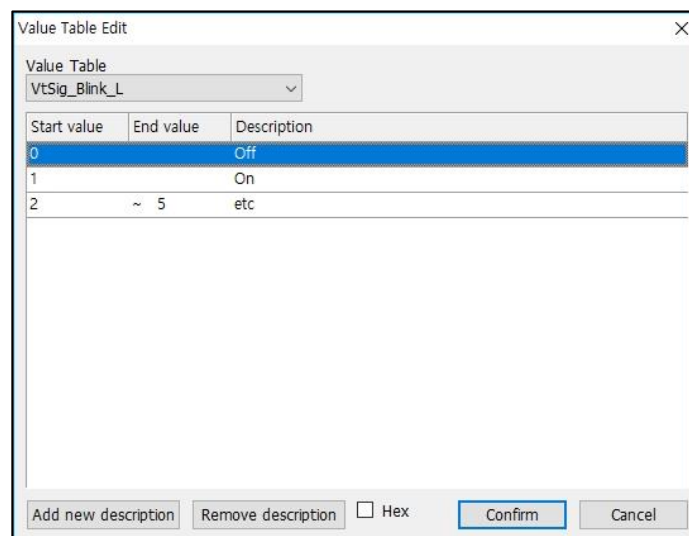 Value Table Edit
Value Table
VtSig_Blink_L
Start value End value Description
0 Off
1 On
2 ~ 5 etc
Add new description Remove description Hex Confirm Cancel